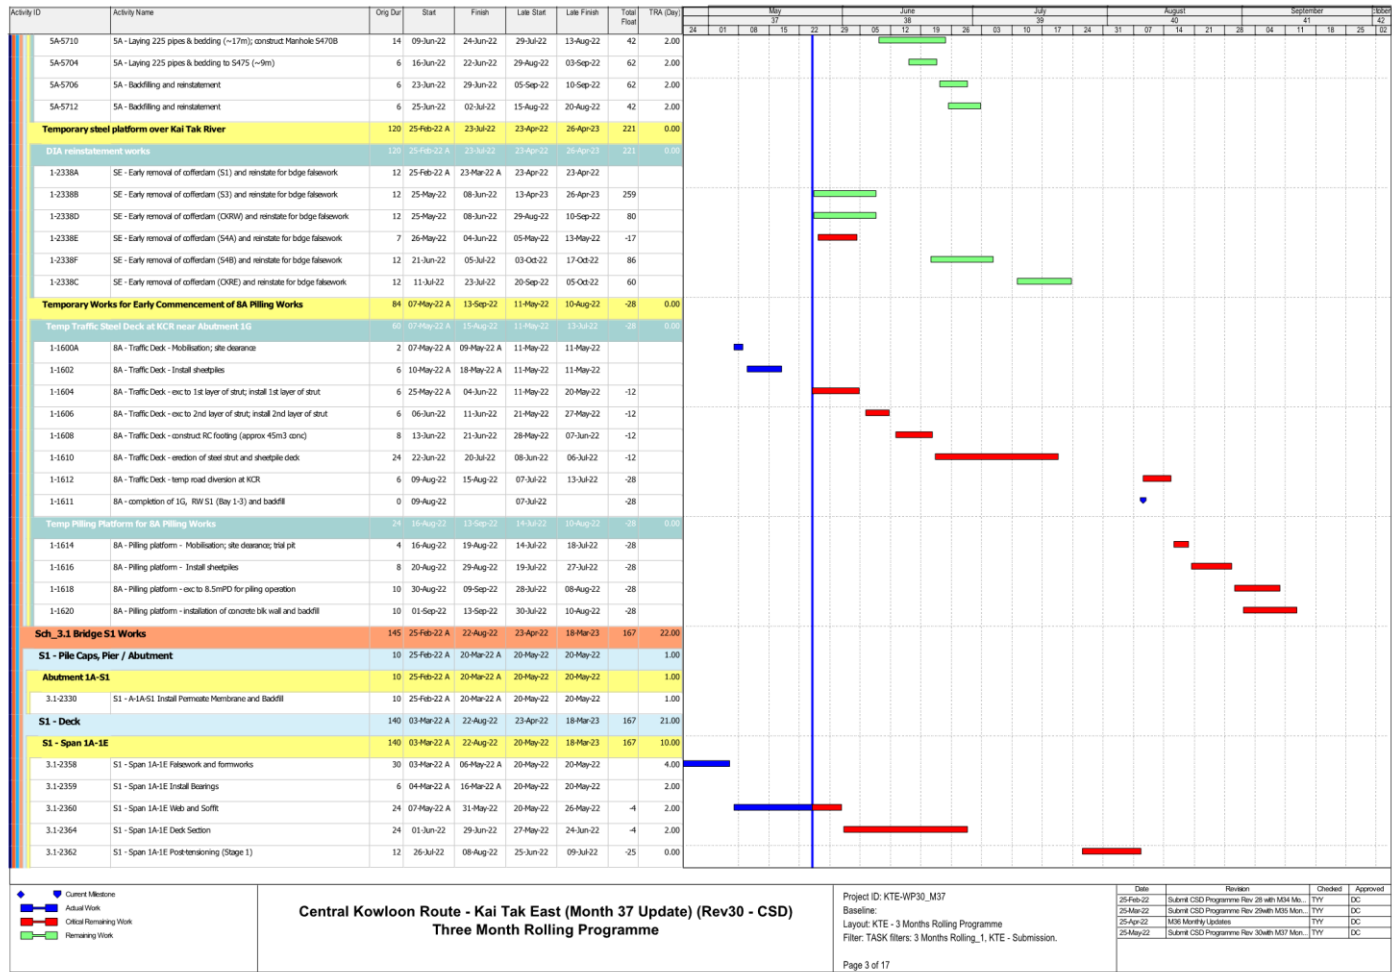 Activity ID Activity Name Orig Dur Start Finish Late Start Late Finish Total Float TRA (Day) May June July August September
37 38 39 40 41 42
24 01 08 15 22 29 05 12 19 26 03 10 17 24 31 07 14 21 28 04 11 18 25 02
5A-5710 5A - Laying 225 pipes & bedding (~17m); construct Manhole S470B 14 09-Jun-22 24-Jun-22 29-Jul-22 13-Aug-22 42 2.00
5A-5704 5A - Laying 225 pipes & bedding to S475 (~9m) 6 16-Jun-22 22-Jun-22 29-Aug-22 03-Sep-22 62 2.00
5A-5706 5A - Backfilling and reinstatement 6 23-Jun-22 29-Jun-22 05-Sep-22 10-Sep-22 62 2.00
5A-5712 5A - Backfilling and reinstatement 6 25-Jun-22 02-Jul-22 15-Aug-22 20-Aug-22 42 2.00
Temporary steel platform over Kai Tak River 120 25-Feb-22 A 23-Jul-22 23-Apr-22 26-Apr-23 221 0.00
DIA reinstatement works 120 25-Feb-22 A 23-Jul-22 23-Apr-22 26-Apr-23 221 0.00
1-2338A SE - Early removal of cofferdam (S1) and reinstate for bdge falsework 12 25-Feb-22 A 23-Mar-22 A 23-Apr-22 23-Apr-22
1-2338B SE - Early removal of cofferdam (S3) and reinstate for bdge falsework 12 25-May-22 08-Jun-22 13-Apr-23 26-Apr-23 259
1-2338D SE - Early removal of cofferdam (CKRW) and reinstate for bdge falsework 12 25-May-22 08-Jun-22 29-Aug-22 10-Sep-22 80
1-2338E SE - Early removal of cofferdam (S4A) and reinstate for bdge falsework 7 26-May-22 04-Jun-22 05-May-22 13-May-22 -17
1-2338F SE - Early removal of cofferdam (S4B) and reinstate for bdge falsework 12 21-Jun-22 05-Jul-22 03-Oct-22 17-Oct-22 86
1-2338C SE - Early removal of cofferdam (CKRE) and reinstate for bdge falsework 12 11-Jul-22 23-Jul-22 20-Sep-22 05-Oct-22 60
Temporary Works for Early Commencement of 8A Pilling Works 84 07-May-22 A 13-Sep-22 11-May-22 10-Aug-22 -28 0.00
Temp Traffic Steel Deck at KCR near Abutment 1G 60 07-May-22 A 15-Aug-22 11-May-22 13-Jul-22 -28 0.00
1-1600A 8A - Traffic Deck - Mobilisation; site clearance 2 07-May-22 A 09-May-22 A 11-May-22 11-May-22
1-1602 8A - Traffic Deck - Install sheetpiles 6 10-May-22 A 18-May-22 A 11-May-22 11-May-22
1-1604 8A - Traffic Deck - exc to 1st layer of strut; install 1st layer of strut 6 25-May-22 A 04-Jun-22 11-May-22 20-May-22 -12
1-1606 8A - Traffic Deck - exc to 2nd layer of strut; install 2nd layer of strut 6 06-Jun-22 11-Jun-22 21-May-22 27-May-22 -12
1-1608 8A - Traffic Deck - construct RC footing (approx 45m3 conc) 8 13-Jun-22 21-Jun-22 28-May-22 07-Jun-22 -12
1-1610 8A - Traffic Deck - erection of steel strut and sheetpile deck 24 22-Jun-22 20-Jul-22 08-Jun-22 06-Jul-22 -12
1-1612 8A - Traffic Deck - temp road diversion at KCR 6 09-Aug-22 15-Aug-22 07-Jul-22 13-Jul-22 -28
1-1611 8A - completion of 1G, RW S1 (Bay 1-3) and backfill 0 09-Aug-22 07-Jul-22 -28
Temp Pilling Platform for 8A Pilling Works 24 16-Aug-22 13-Sep-22 14-Jul-22 10-Aug-22 -28 0.00
1-1614 8A - Pilling platform - Mobilisation; site clearance; trial pit 4 16-Aug-22 19-Aug-22 14-Jul-22 18-Jul-22 -28
1-1616 8A - Pilling platform - Install sheetpiles 8 20-Aug-22 29-Aug-22 19-Jul-22 27-Jul-22 -28
1-1618 8A - Pilling platform - exc to 8.5mPD for piling operation 10 30-Aug-22 09-Sep-22 28-Jul-22 08-Aug-22 -28
1-1620 8A - Pilling platform - installation of concrete blk wall and backfill 10 01-Sep-22 13-Sep-22 30-Jul-22 10-Aug-22 -28
Sch_3.1 Bridge S1 Works 145 25-Feb-22 A 22-Aug-22 23-Apr-22 18-Mar-23 167 22.00
S1 - Pile Caps, Pier / Abutment 10 25-Feb-22 A 20-Mar-22 A 20-May-22 20-May-22 1.00
Abutment 1A-S1 10 25-Feb-22 A 20-Mar-22 A 20-May-22 20-May-22 1.00
3.1-2330 S1 - A-1A-S1 Install Permeate Membrane and Backfill 10 25-Feb-22 A 20-Mar-22 A 20-May-22 20-May-22 1.00
S1 - Deck 140 03-Mar-22 A 22-Aug-22 23-Apr-22 18-Mar-23 167 21.00
S1 - Span 1A-1E 140 03-Mar-22 A 22-Aug-22 20-May-22 18-Mar-23 167 10.00
3.1-2358 S1 - Span 1A-1E Falsework and formworks 30 03-Mar-22 A 06-May-22 A 20-May-22 20-May-22 4.00
3.1-2359 S1 - Span 1A-1E Install Bearings 6 04-Mar-22 A 16-Mar-22 A 20-May-22 20-May-22 2.00
3.1-2360 S1 - Span 1A-1E Web and Soffit 24 07-May-22 A 31-May-22 20-May-22 26-May-22 -4 2.00
3.1-2364 S1 - Span 1A-1E Deck Section 24 01-Jun-22 29-Jun-22 27-May-22 24-Jun-22 -4 2.00
3.1-2362 S1 - Span 1A-1E Post-tensioning (Stage 1) 12 26-Jul-22 08-Aug-22 25-Jun-22 09-Jul-22 -25 0.00
Current Milestone
Actual Work
Critical Remaining Work
Remaining Work
Central Kowloon Route - Kai Tak East (Month 37 Update) (Rev30 - CSD)
Three Month Rolling Programme
Project ID: KTE-WP30_M37
Baseline:
Layout: KTE - 3 Months Rolling Programme
Filter: TASK filters: 3 Months Rolling_1, KTE - Submission.
Page 3 of 17
Date Revision Checked Approved
25-Feb-22 Submit CSD Programme Rev 28 with M34 Mo... TYY DC
25-Mar-22 Submit CSD Programme Rev 29with M35 Mon... TYY DC
25-Apr-22 M36 Monthly Updates TYY DC
25-May-22 Submit CSD Programme Rev 30with M37 Mon... TYY DC